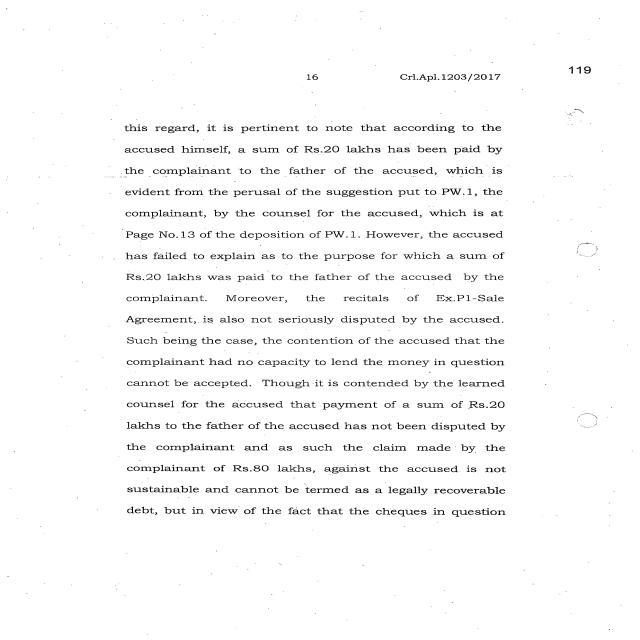 119
16 Crl.Apl.1203/2017
this regard, it is pertinent to note that according to the
accused himself, a sum of Rs.20 lakhs has been paid by
the complainant to the father of the accused, which is
evident from the perusal of the suggestion put to PW.1, the
complainant, by the counsel for the accused, which is at
Page No.13 of the deposition of PW.1. However, the accused
has failed to explain as to the purpose for which a sum of
Rs.20 lakhs was paid to the father of the accused by the
complainant. Moreover, the recitals of Ex.P1-Sale
Agreement, is also not seriously disputed by the accused.
Such being the case, the contention of the accused that the
complainant had no capacity to lend the money in question
cannot be accepted. Though it is contended by the learned
counsel for the accused that payment of a sum of Rs.20
lakhs to the father of the accused has not been disputed by
the complainant and as such the claim made by the
complainant of Rs.80 lakhs, against the accused is not
sustainable and cannot be termed as a legally recoverable
debt, but in view of the fact that the cheques in question